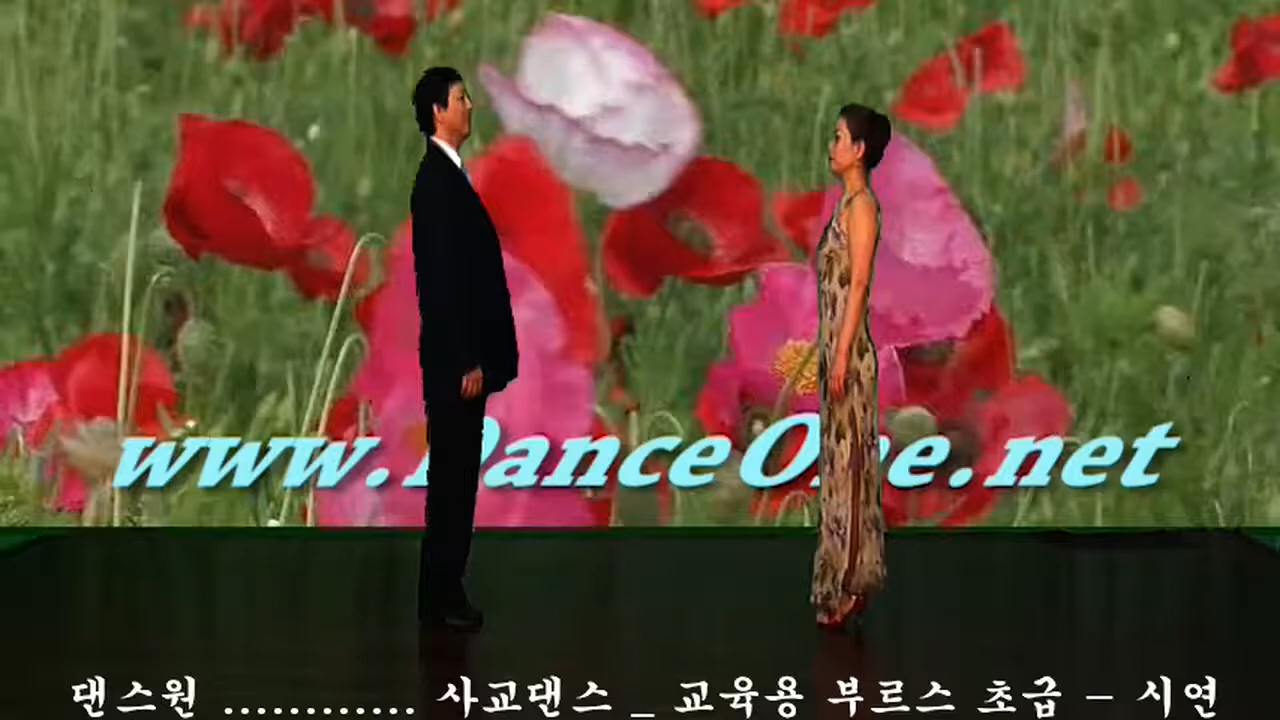 www.DanceOne.net
댄스원 ............ 사교댄스 _ 교육용 부르스 초급 - 시연